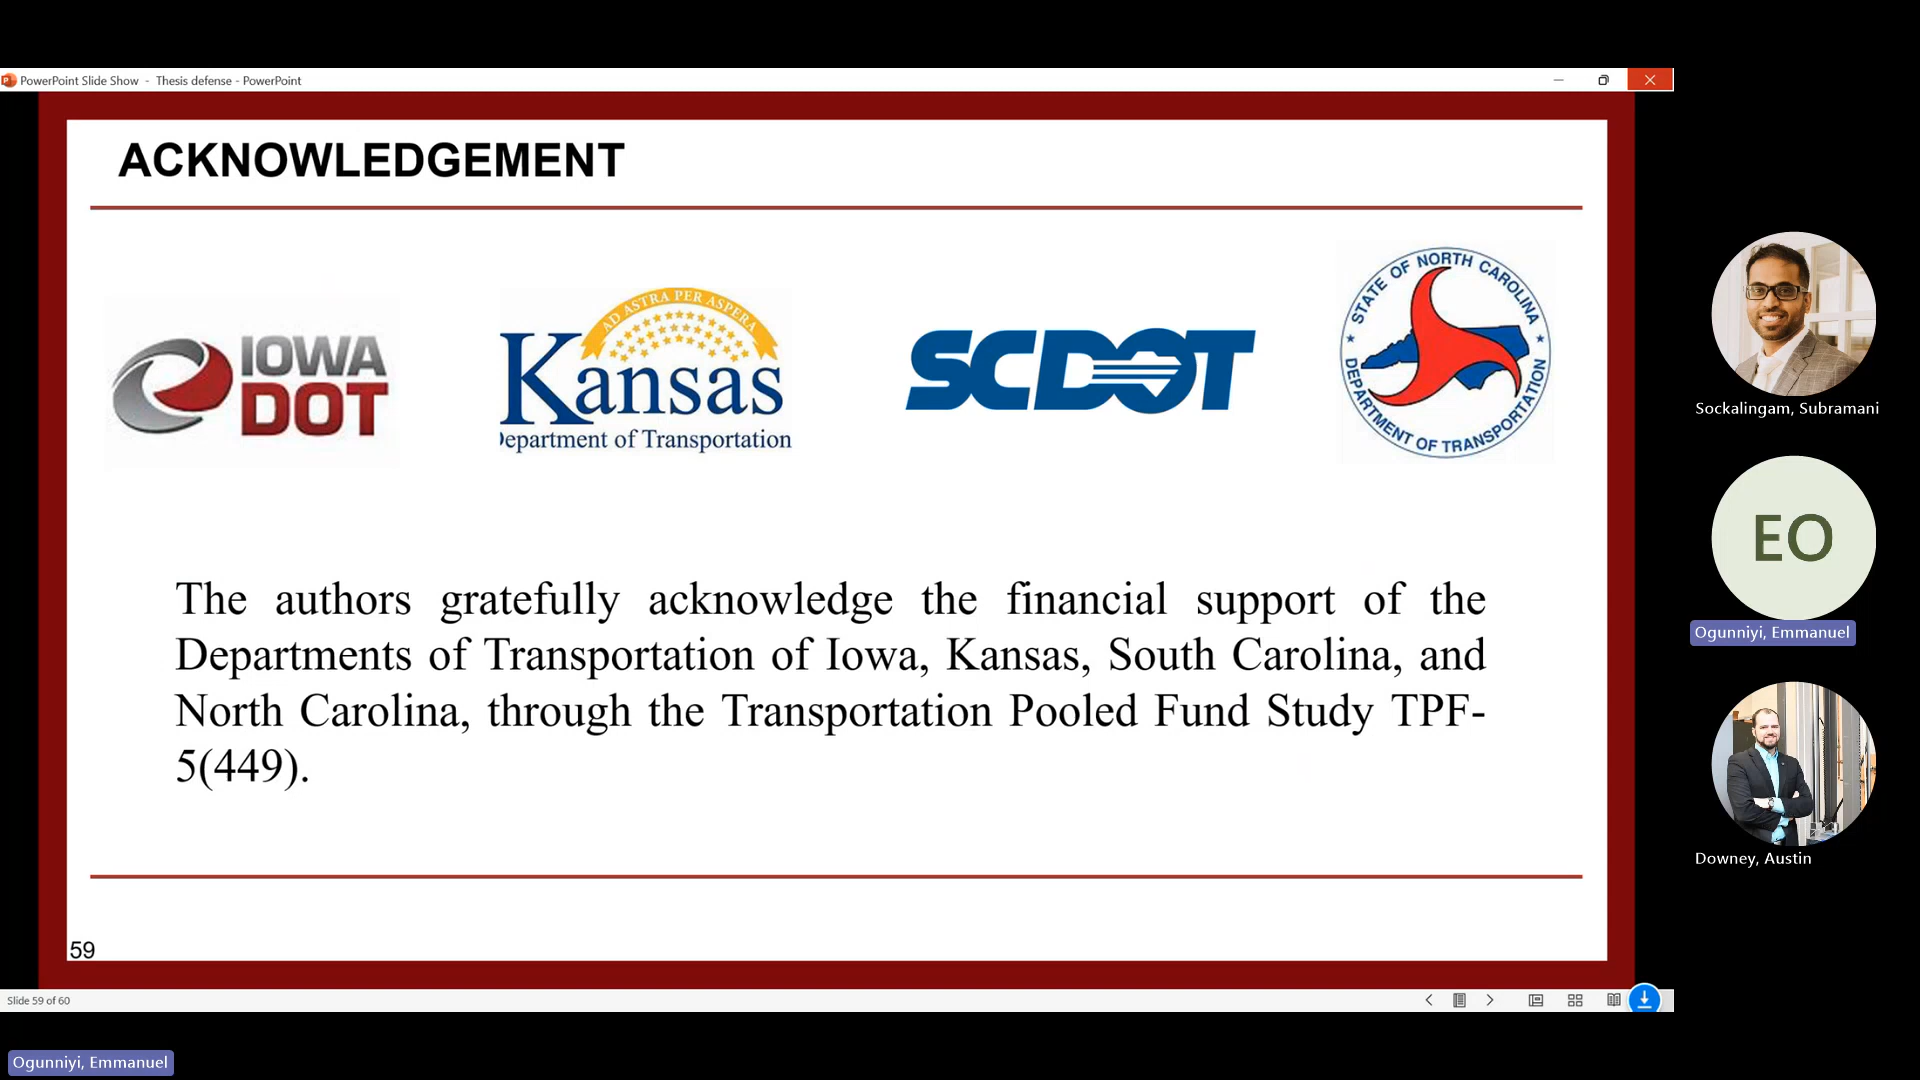 PowerPoint Slide Show - Thesis defense - PowerPoint
ACKNOWLEDGEMENT
IOWA
DOT
AD ASTRA PER ASPERA
Kansas
Department of Transportation
SCDOT
STATE OF NORTH CAROLINA
DEPARTMENT OF TRANSPORTATION
The authors gratefully acknowledge the financial support of the
Departments of Transportation of Iowa, Kansas, South Carolina, and
North Carolina, through the Transportation Pooled Fund Study TPF-
5(449).
59
Slide 59 of 60
Sockalingam, Subramani
EO
Ogunniyi, Emmanuel
Downey, Austin
Ogunniyi, Emmanuel